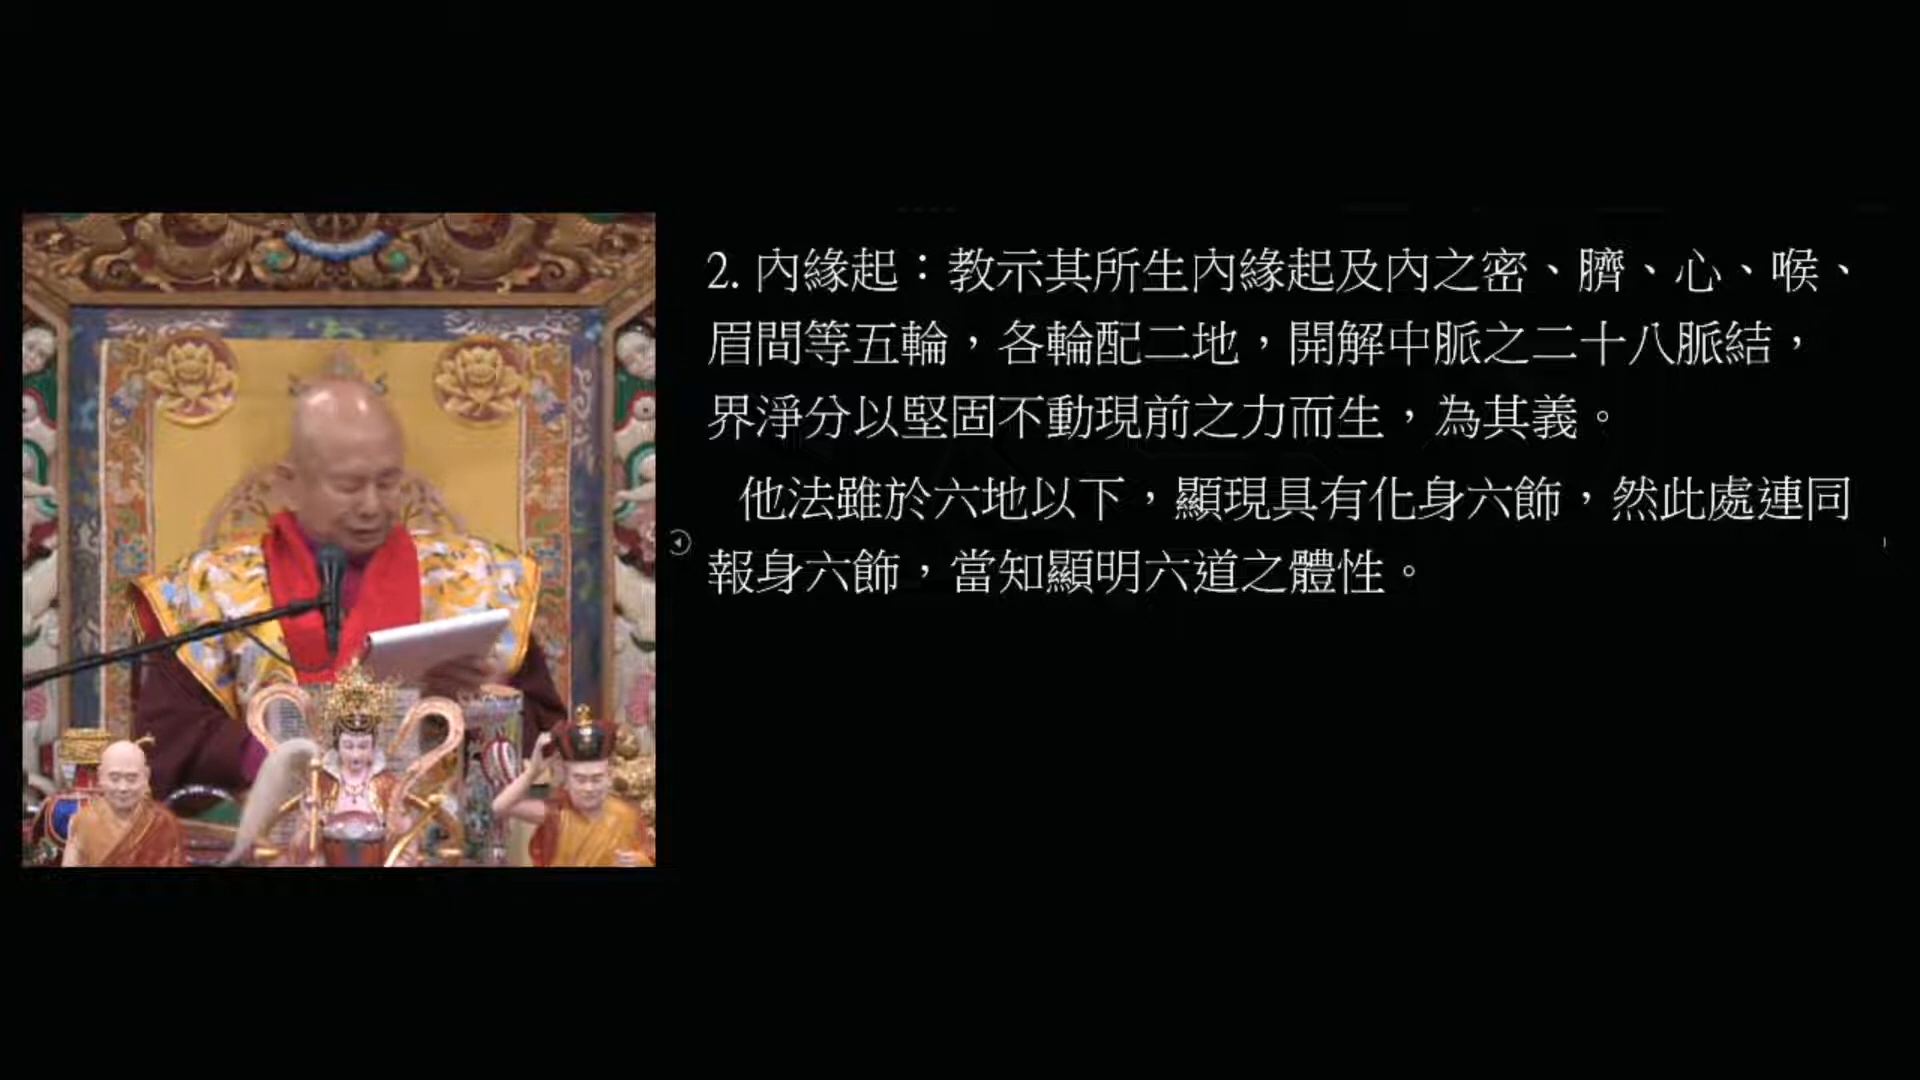 2. 內緣起：教示其所生內緣起及內之密、臍、心、喉、
眉間等五輪，各輪配二地，開解中脈之二十八脈結，
界淨分以堅固不動現前之力而生，為其義。
他法雖於六地以下，顯現具有化身六飾，然此處連同
報身六飾，當知顯明六道之體性。